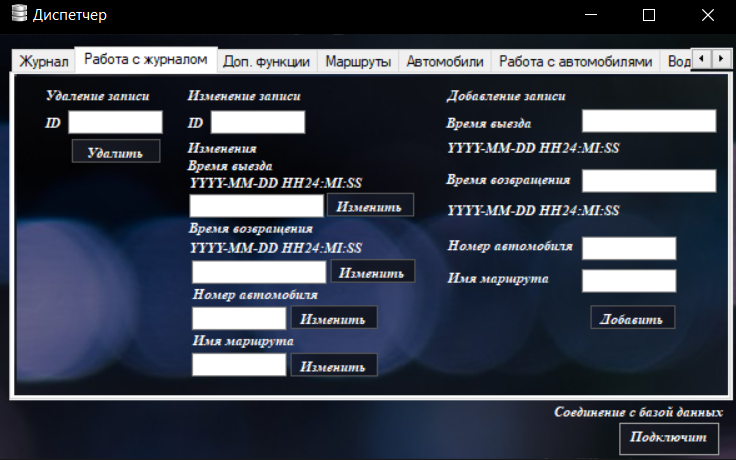 Диспетчер
Журнал Работа с журналом Доп. функции Маршруты Автомобили Работа с автомобилями Вод
Удаление записи
ID
Удалить
Изменение записи
ID
Изменения
Время выезда
YYYY-MM-DD HH24:MI:SS
Изменить
Время возвращения
YYYY-MM-DD HH24:MI:SS
Изменить
Номер автомобиля
Изменить
Имя маршрута
Изменить
Добавление записи
Время выезда
YYYY-MM-DD HH24:MI:SS
Время возвращения
YYYY-MM-DD HH24:MI:SS
Номер автомобиля
Имя маршрута
Добавить
Соединение с базой данных
Подключит